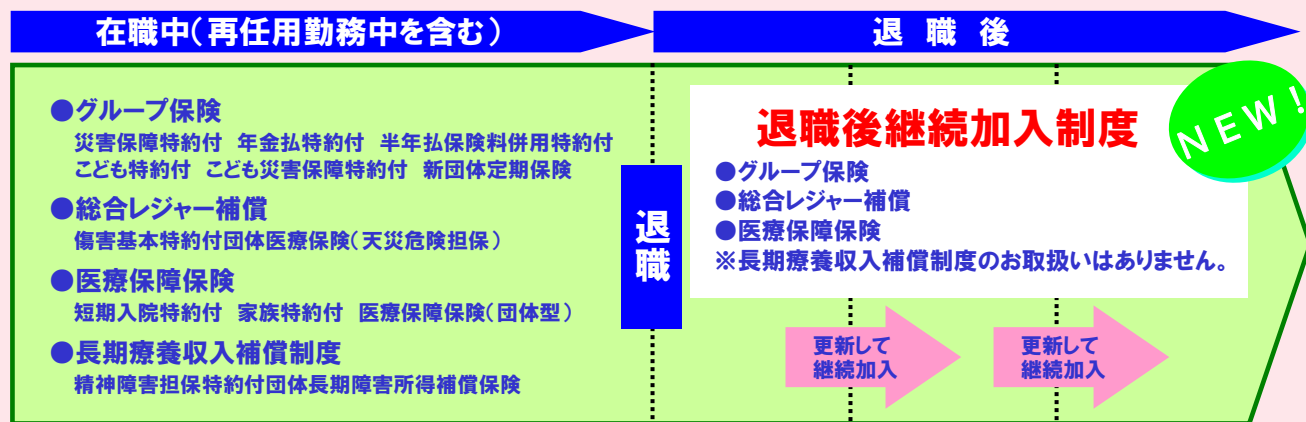 在職中(再任用勤務中を含む)
退 職 後
●グループ保険
災害保障特約付 年金払特約付 半年払保険料併用特約付
こども特約付 こども災害保障特約付 新団体定期保険
●総合レジャー補償
傷害基本特約付団体医療保険(天災危険担保)
●医療保障保険
短期入院特約付 家族特約付 医療保障保険(団体型)
●長期療養収入補償制度
精神障害担保特約付団体長期障害所得補償保険
退職
退職後継続加入制度
NEW!
●グループ保険
●総合レジャー補償
●医療保障保険
※長期療養収入補償制度のお取扱いはありません。
更新して
継続加入
更新して
継続加入